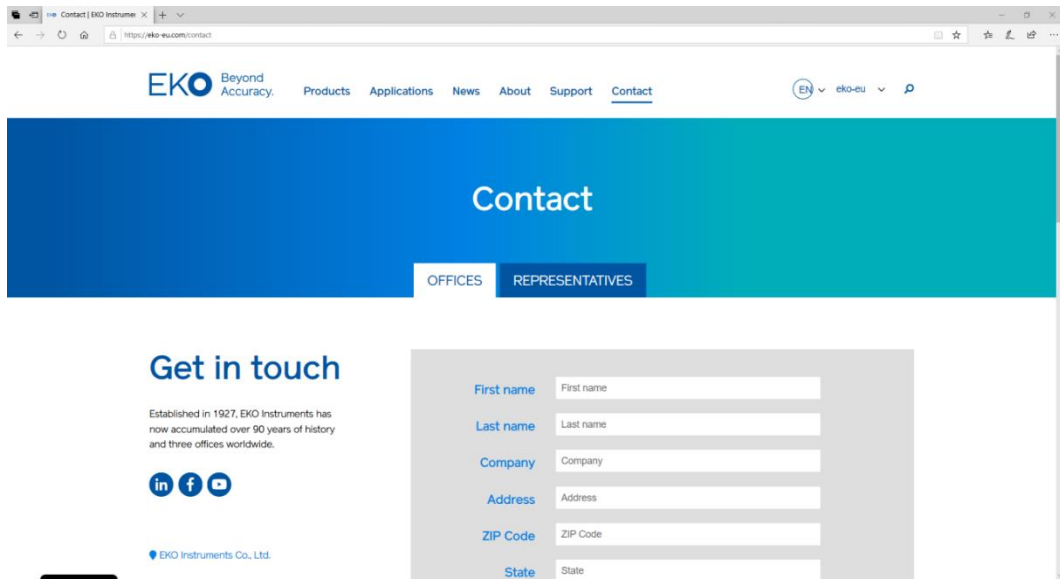 Contact | EKO Instrumen
https://eko-eu.com/contact
EKO Beyond Accuracy.
Products Applications News About Support Contact
EN eko-eu
Contact
OFFICES REPRESENTATIVES
Get in touch
Established in 1927, EKO Instruments has
now accumulated over 90 years of history
and three offices worldwide.
in f
EKO Instruments Co., Ltd.
First name First name
Last name Last name
Company Company
Address Address
ZIP Code ZIP Code
State State